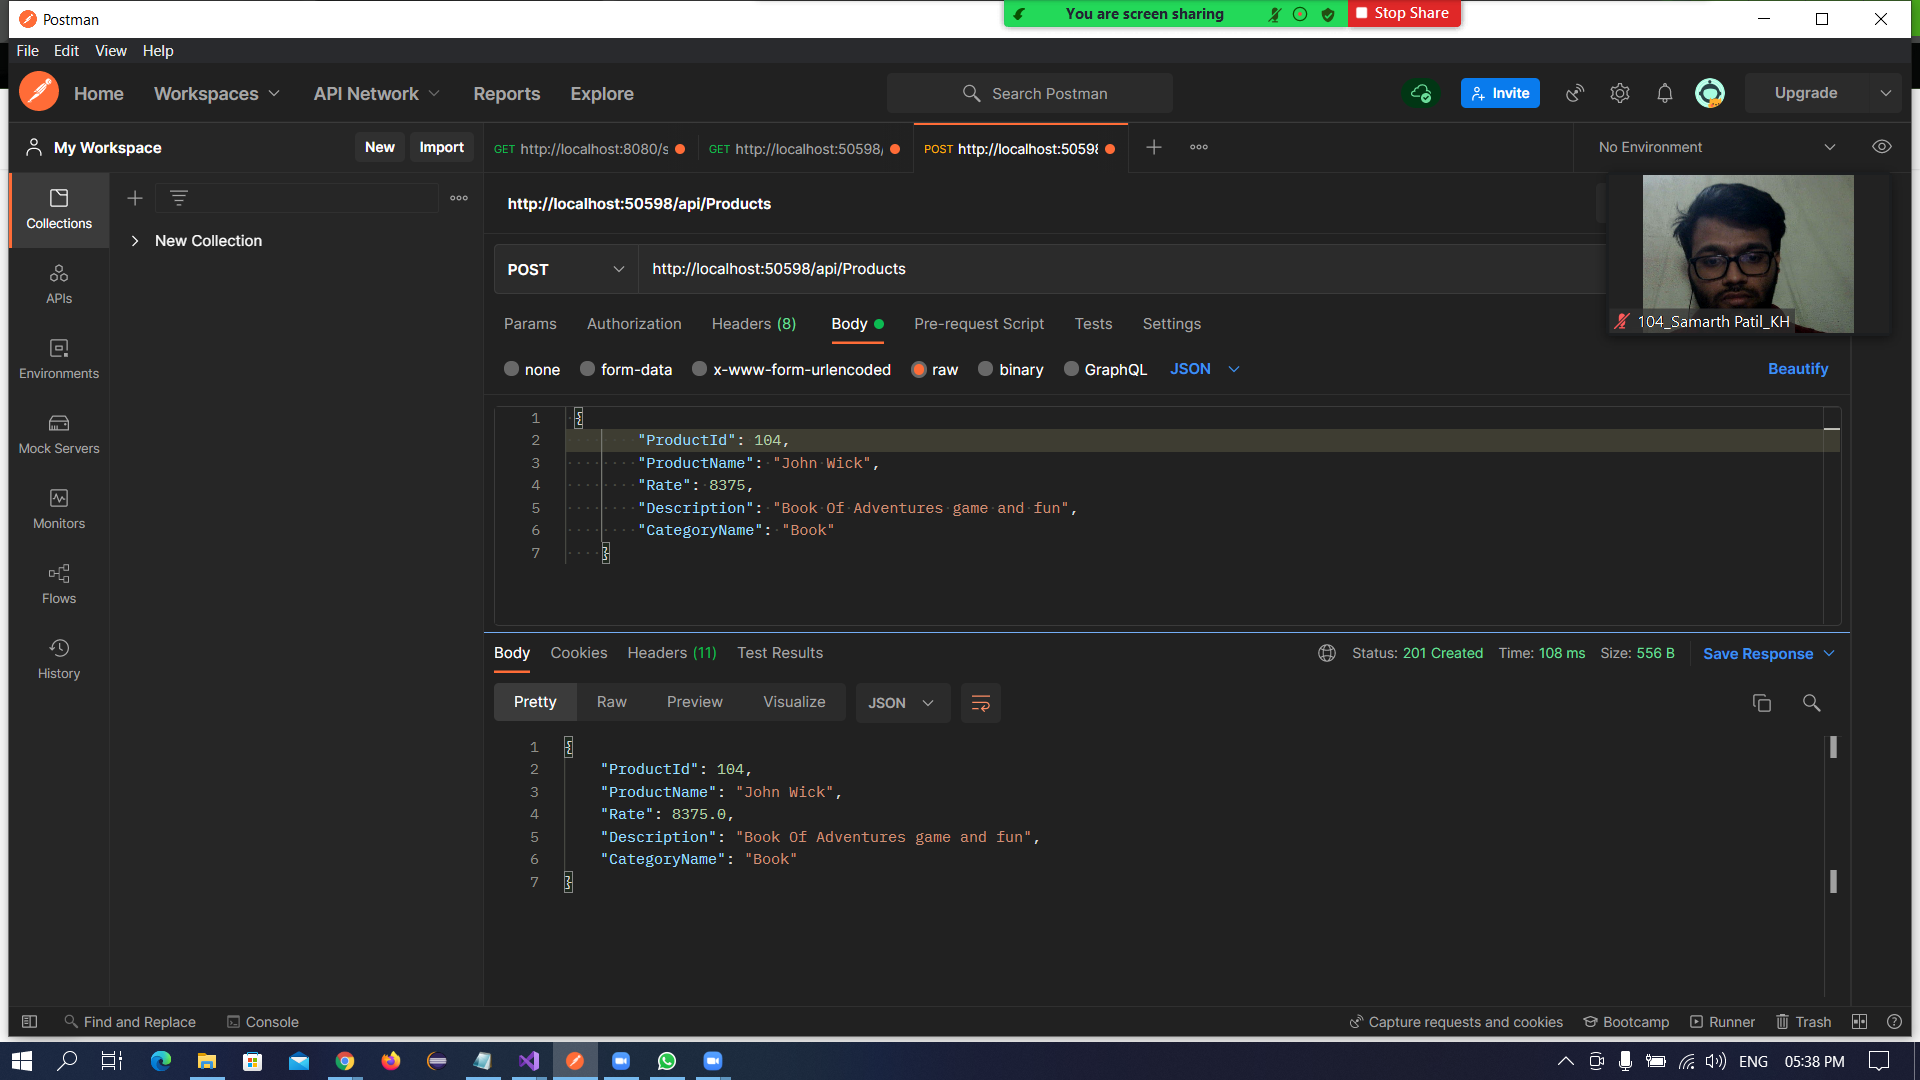 Postman
You are screen sharing
Stop Share
File Edit View Help
Home Workspaces API Network Reports Explore
Search Postman
Invite
Upgrade
My Workspace
New Import
GET http://localhost:8080/s
GET http://localhost:50598/
POST http://localhost:5059
No Environment
Collections
New Collection
APIs
Environments
Mock Servers
Monitors
Flows
History
http://localhost:50598/api/Products
POST http://localhost:50598/api/Products
104_Samarth Patil_KH
Params Authorization Headers (8) Body Pre-request Script Tests Settings
none form-data x-www-form-urlencoded raw binary GraphQL JSON Beautify
1 {
2 "ProductId": 104,
3 "ProductName": "John Wick",
4 "Rate": 8375,
5 "Description": "Book Of Adventures game and fun",
6 "CategoryName": "Book"
7 }
Body Cookies Headers (11) Test Results
Status: 201 Created Time: 108 ms Size: 556 B Save Response
Pretty Raw Preview Visualize JSON
1 {
2 "ProductId": 104,
3 "ProductName": "John Wick",
4 "Rate": 8375.0,
5 "Description": "Book Of Adventures game and fun",
6 "CategoryName": "Book"
7 }
Find and Replace Console
Capture requests and cookies Bootcamp Runner Trash
ENG 05:38 PM